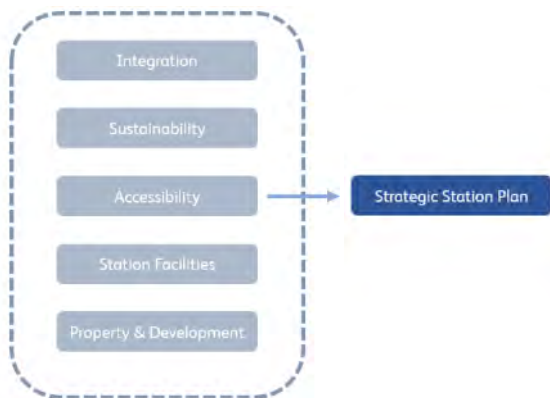 Integration
Sustainability
Accessibility
Strategic Station Plan
Station Facilities
Property & Development